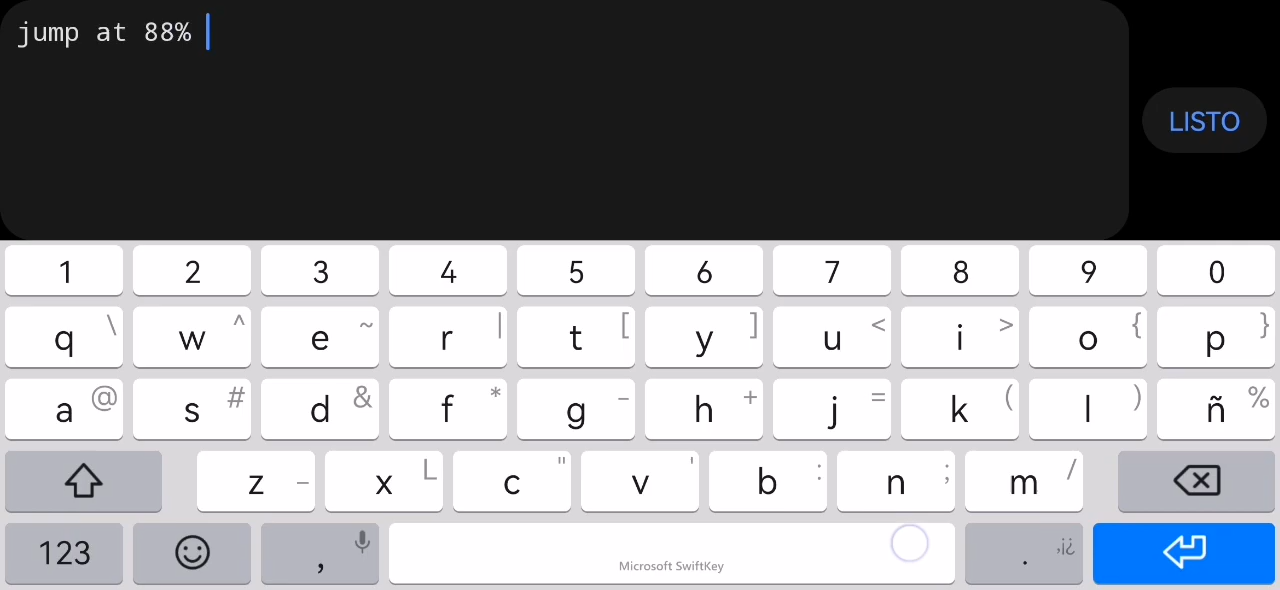 jump at 88%
LISTO
1 2 3 4 5 6 7 8 9 0
q \ w ^ e ~ r | t [ y ] u < i > o { p }
a @ s # d & f * g – h + j = k ( l ) ñ %
z _ x L c " v ' b : n ; m /
123 , Microsoft SwiftKey . ,¡¿